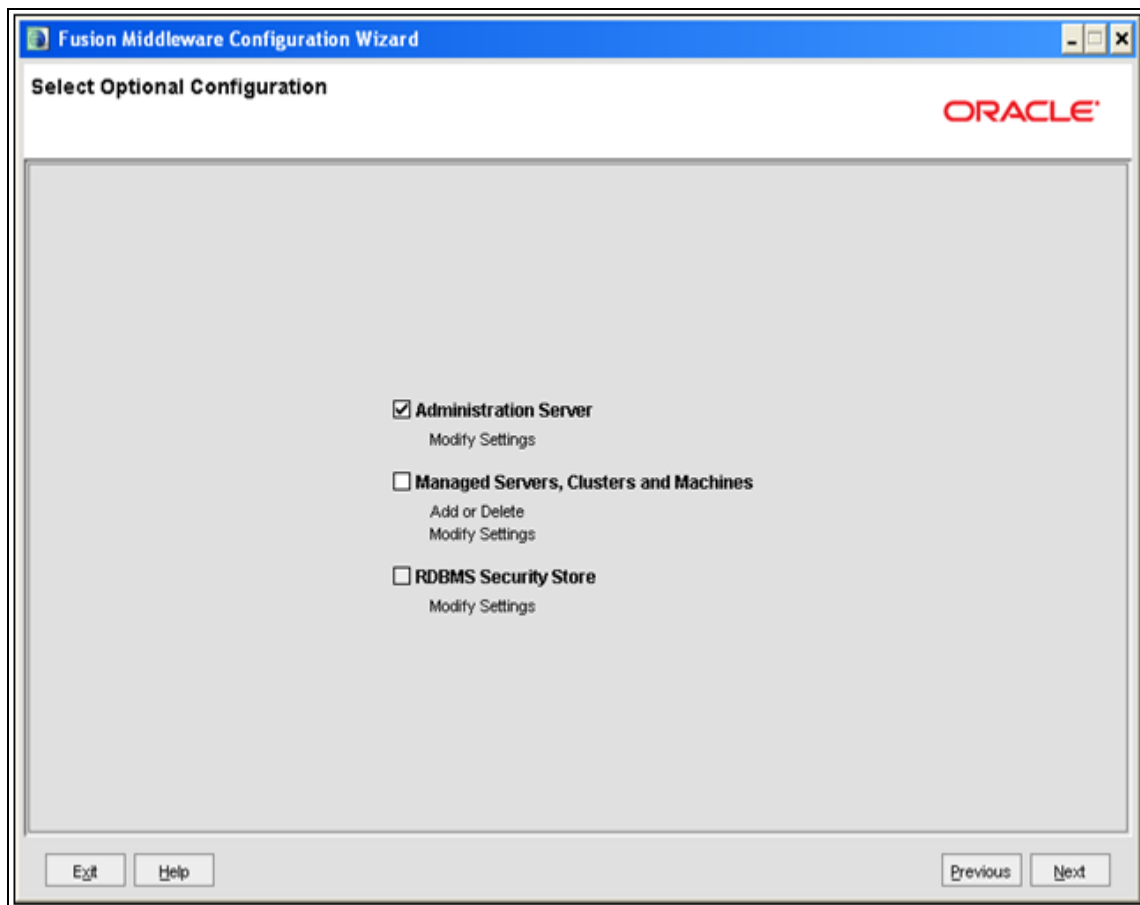 Fusion Middleware Configuration Wizard
Select Optional Configuration
ORACLE
Administration Server
Modify Settings
Managed Servers, Clusters and Machines
Add or Delete
Modify Settings
RDBMS Security Store
Modify Settings
Exit Help Previous Next